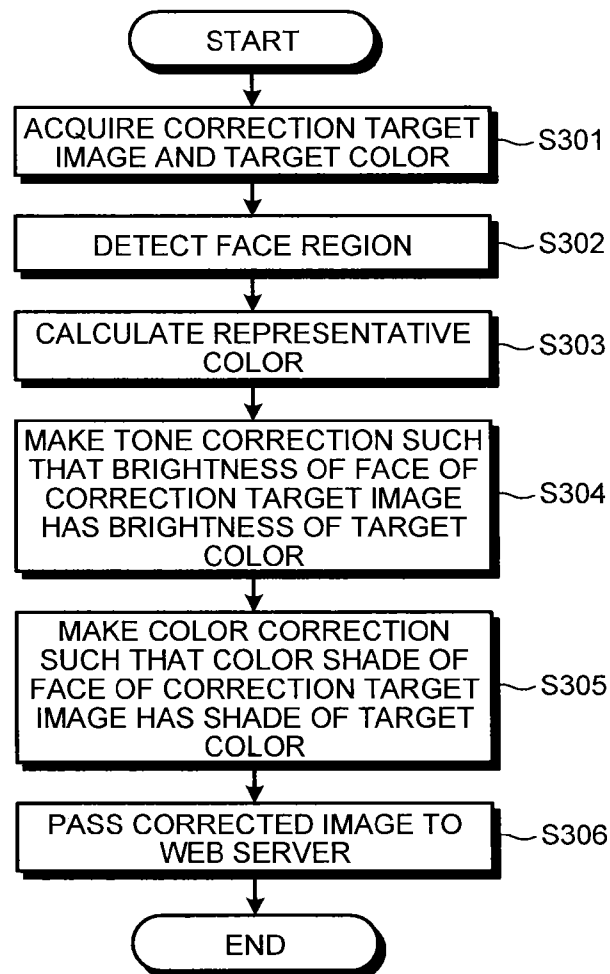 START
ACQUIRE CORRECTION TARGET
IMAGE AND TARGET COLOR
S301
DETECT FACE REGION
S302
CALCULATE REPRESENTATIVE
COLOR
S303
MAKE TONE CORRECTION SUCH
THAT BRIGHTNESS OF FACE OF
CORRECTION TARGET IMAGE
HAS BRIGHTNESS OF TARGET
COLOR
S304
MAKE COLOR CORRECTION
SUCH THAT COLOR SHADE OF
FACE OF CORRECTION TARGET
IMAGE HAS SHADE OF TARGET
COLOR
S305
PASS CORRECTED IMAGE TO
WEB SERVER
S306
END